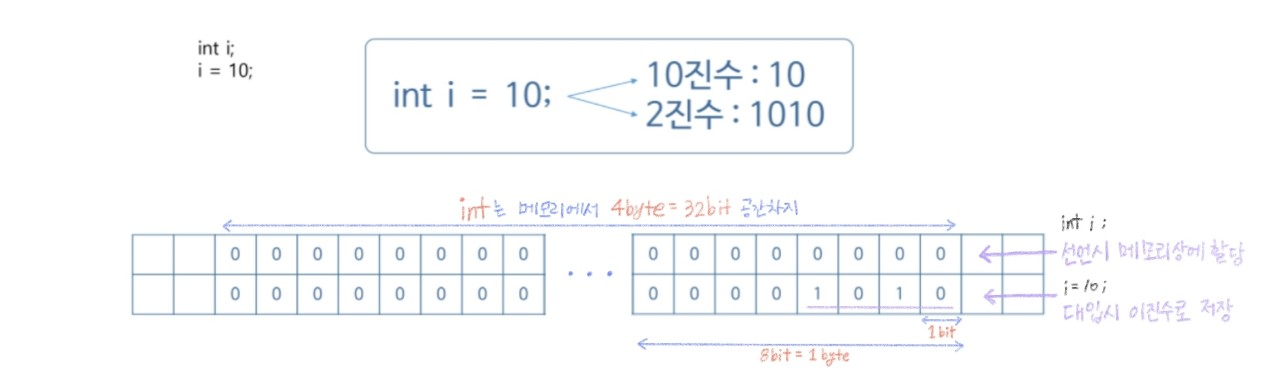 int i;
i = 10;
int i = 10;
10진수 : 10
2진수 : 1010
int는 메모리에서 4byte = 32bit 공간차지
0 0 0 0 0 0 0 0 ... 0 0 0 0 0 0 0 0
0 0 0 0 0 0 0 0 0 0 0 0 1 0 1 0
int i ;
선언시 메모리상에 할당
i = 10 ;
대입시 이진수로 저장
1bit
8bit = 1byte